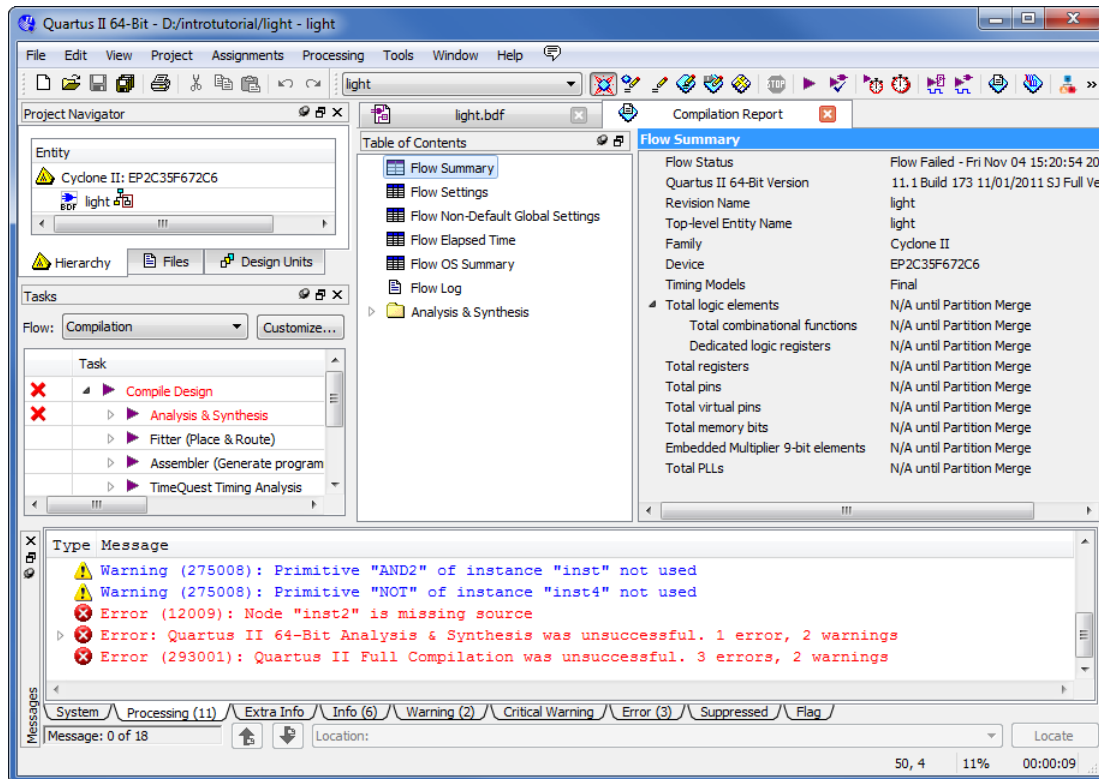 Quartus II 64-Bit - D:/introtutorial/light - light
File Edit View Project Assignments Processing Tools Window Help
light
Project Navigator
Entity
Cyclone II: EP2C35F672C6
BDF light
Hierarchy Files Design Units
Tasks
Flow: Compilation Customize...
Task
Compile Design
Analysis & Synthesis
Fitter (Place & Route)
Assembler (Generate program
TimeQuest Timing Analysis
light.bdf
Compilation Report
Table of Contents
Flow Summary
Flow Settings
Flow Non-Default Global Settings
Flow Elapsed Time
Flow OS Summary
Flow Log
Analysis & Synthesis
Flow Summary
Flow Status Flow Failed - Fri Nov 04 15:20:54 20
Quartus II 64-Bit Version 11.1 Build 173 11/01/2011 SJ Full Ve
Revision Name light
Top-level Entity Name light
Family Cyclone II
Device EP2C35F672C6
Timing Models Final
Total logic elements N/A until Partition Merge
Total combinational functions N/A until Partition Merge
Dedicated logic registers N/A until Partition Merge
Total registers N/A until Partition Merge
Total pins N/A until Partition Merge
Total virtual pins N/A until Partition Merge
Total memory bits N/A until Partition Merge
Embedded Multiplier 9-bit elements N/A until Partition Merge
Total PLLs N/A until Partition Merge
Messages
Type Message
Warning (275008): Primitive "AND2" of instance "inst" not used
Warning (275008): Primitive "NOT" of instance "inst4" not used
Error (12009): Node "inst2" is missing source
Error: Quartus II 64-Bit Analysis & Synthesis was unsuccessful. 1 error, 2 warnings
Error (293001): Quartus II Full Compilation was unsuccessful. 3 errors, 2 warnings
System Processing (11) Extra Info Info (6) Warning (2) Critical Warning Error (3) Suppressed Flag
Message: 0 of 18 Location: Locate
50, 4 11% 00:00:09